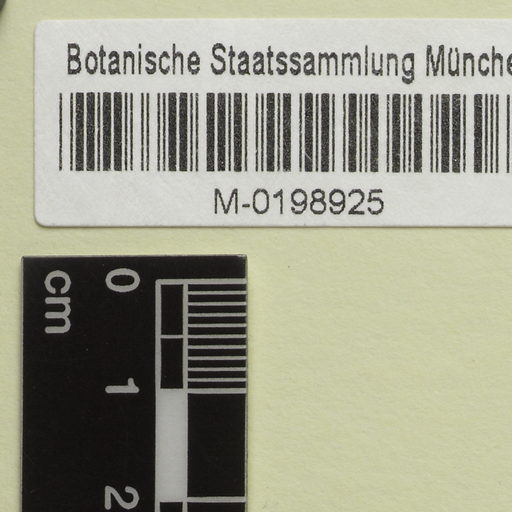 Botanische Staatssammlung Münche
M-0198925
cm
0
1
2